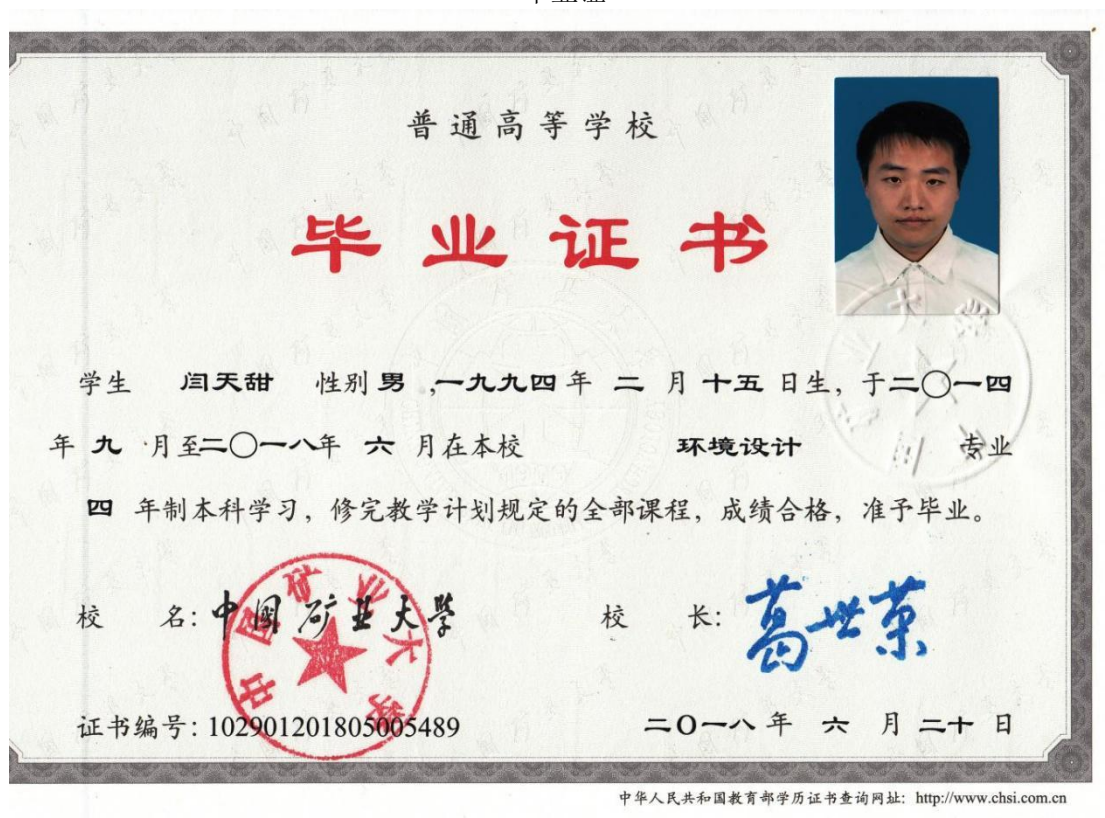 普通高等学校
毕业证书
学生 闫天甜 性别 男 ,一九九四 年 二 月 十五 日生，于二〇一四
年 九 月至二〇一八年 六 月在本校 环境设计 专业
四 年制本科学习，修完教学计划规定的全部课程，成绩合格，准予毕业。
校 名：中国矿业大学 校 长：葛世荣
中国矿业大学
证书编号：102901201805005489 二〇一八 年 六 月 二十 日
中华人民共和国教育部学历证书查询网址：http://www.chsi.com.cn